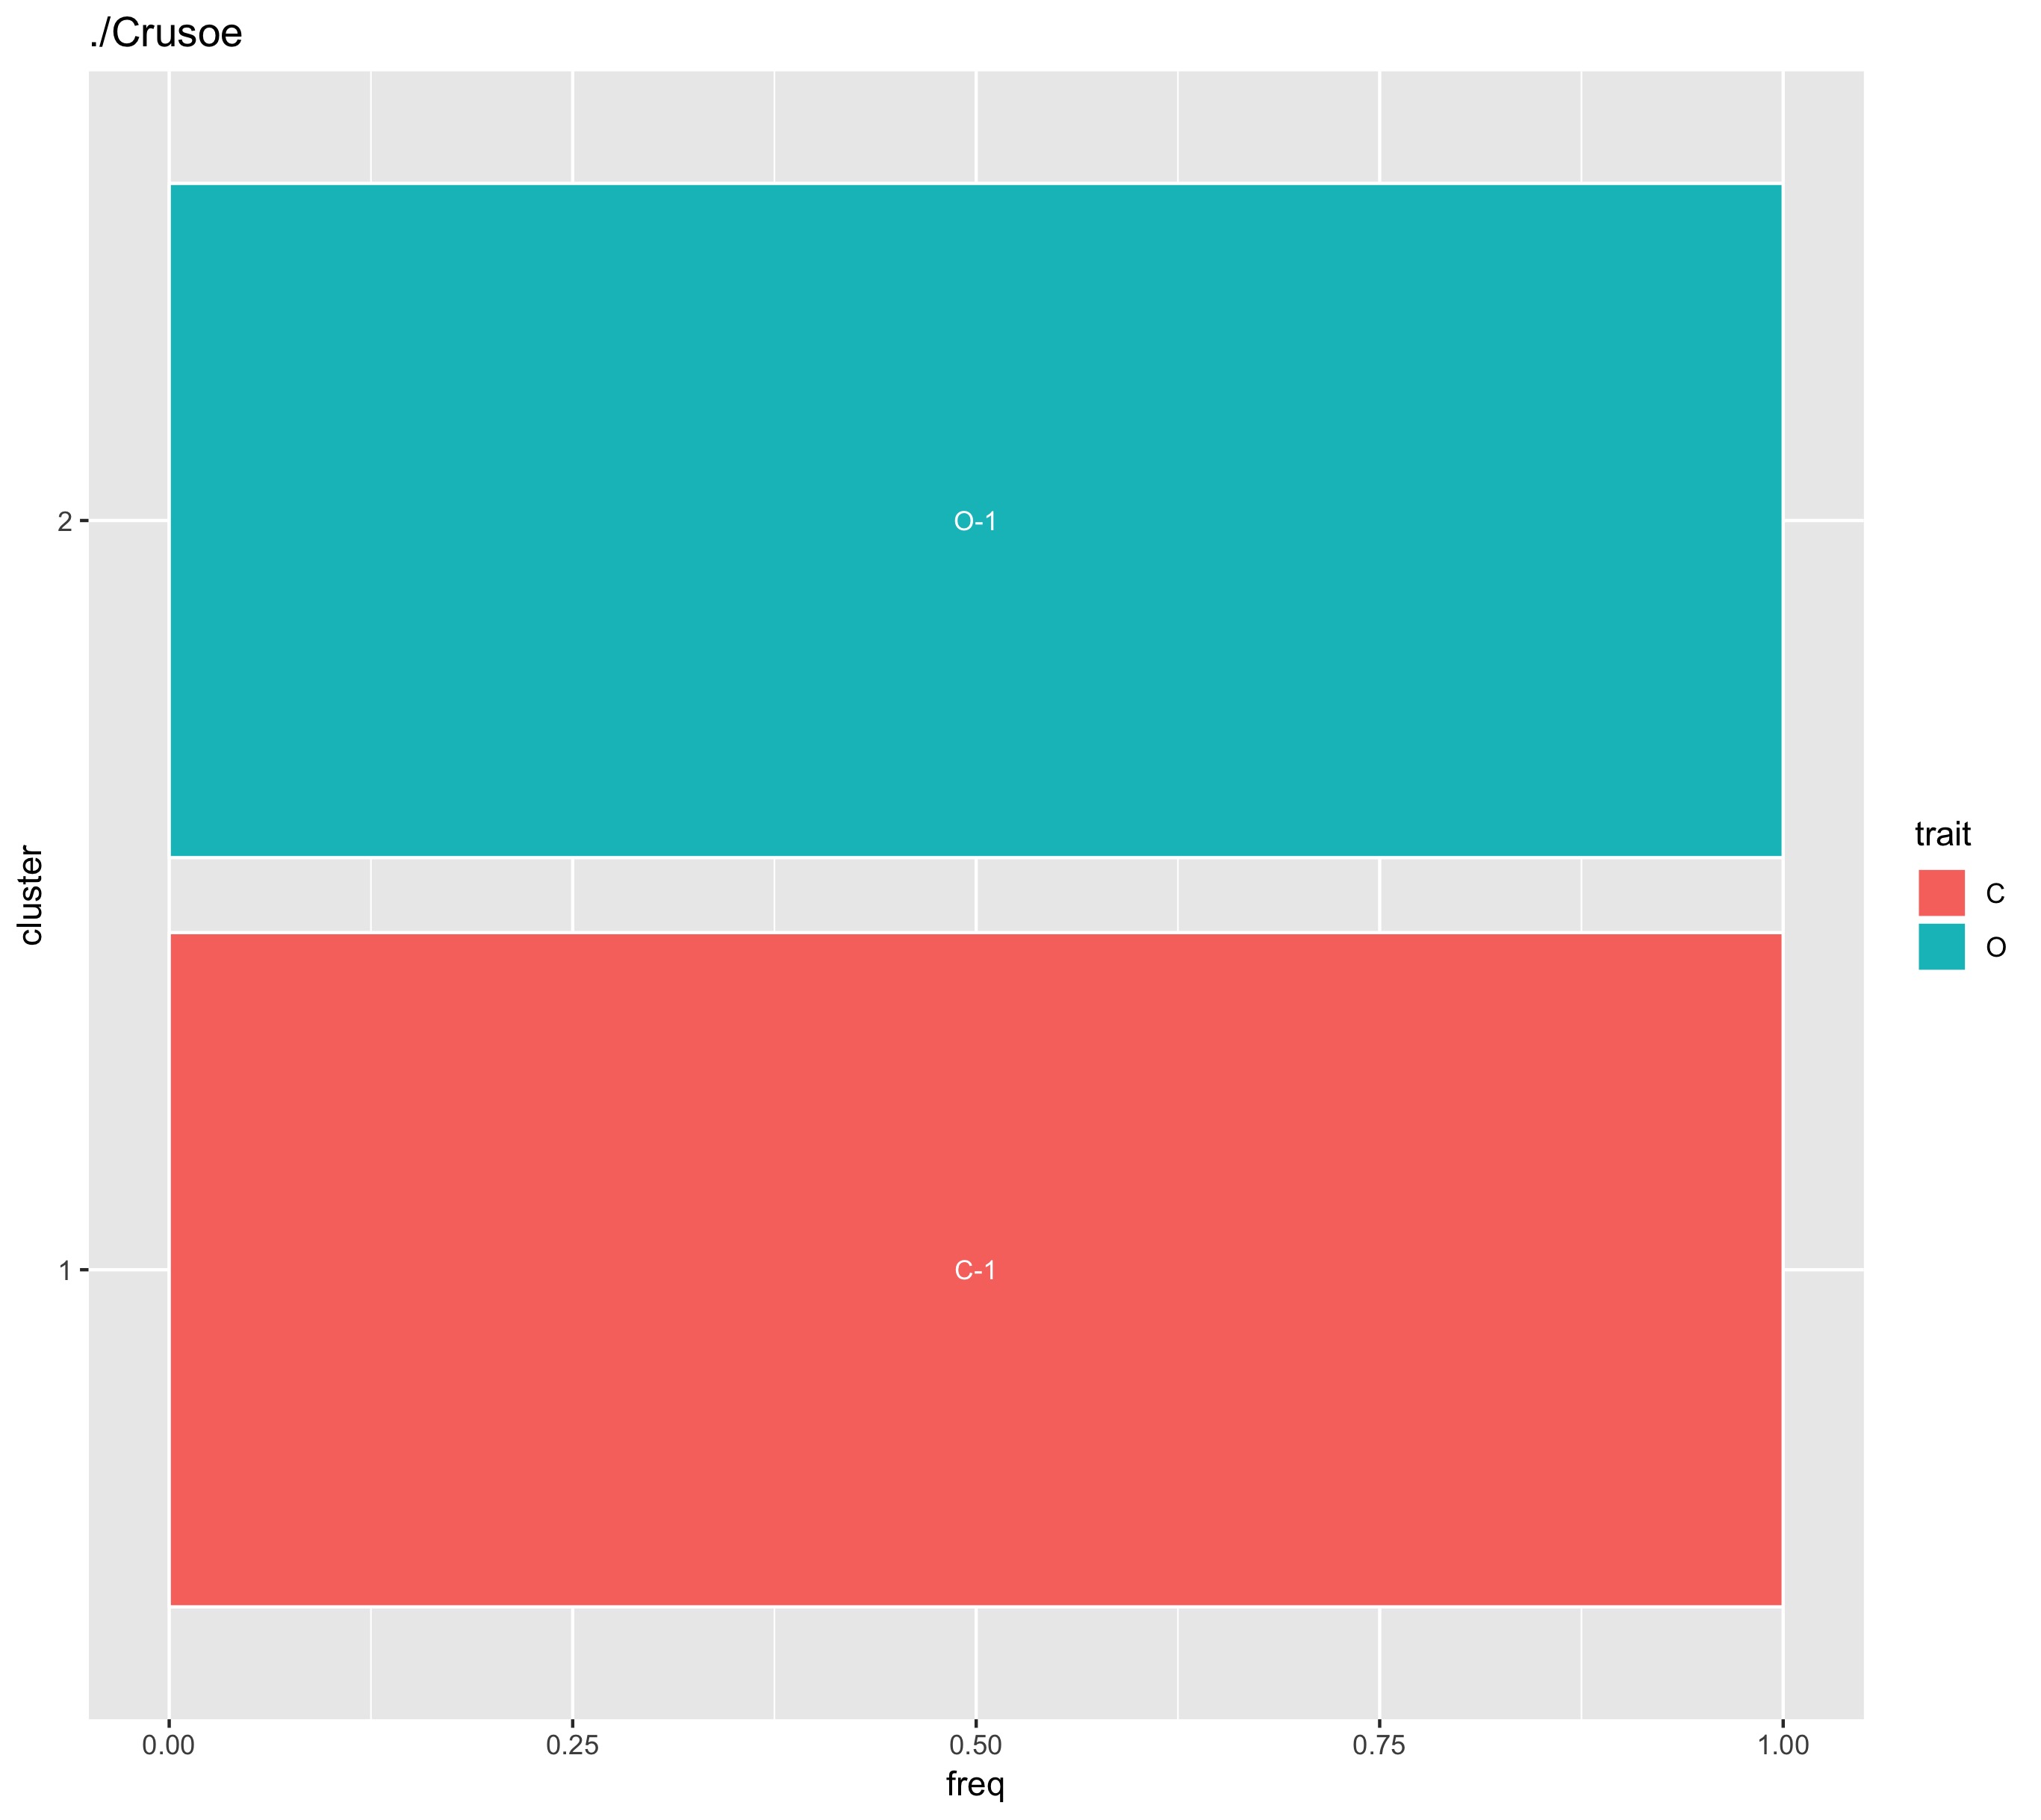 ./Crusoe
cluster
2
1
O-1
C-1
0.00
0.25
0.50
0.75
1.00
freq
trait
C
O